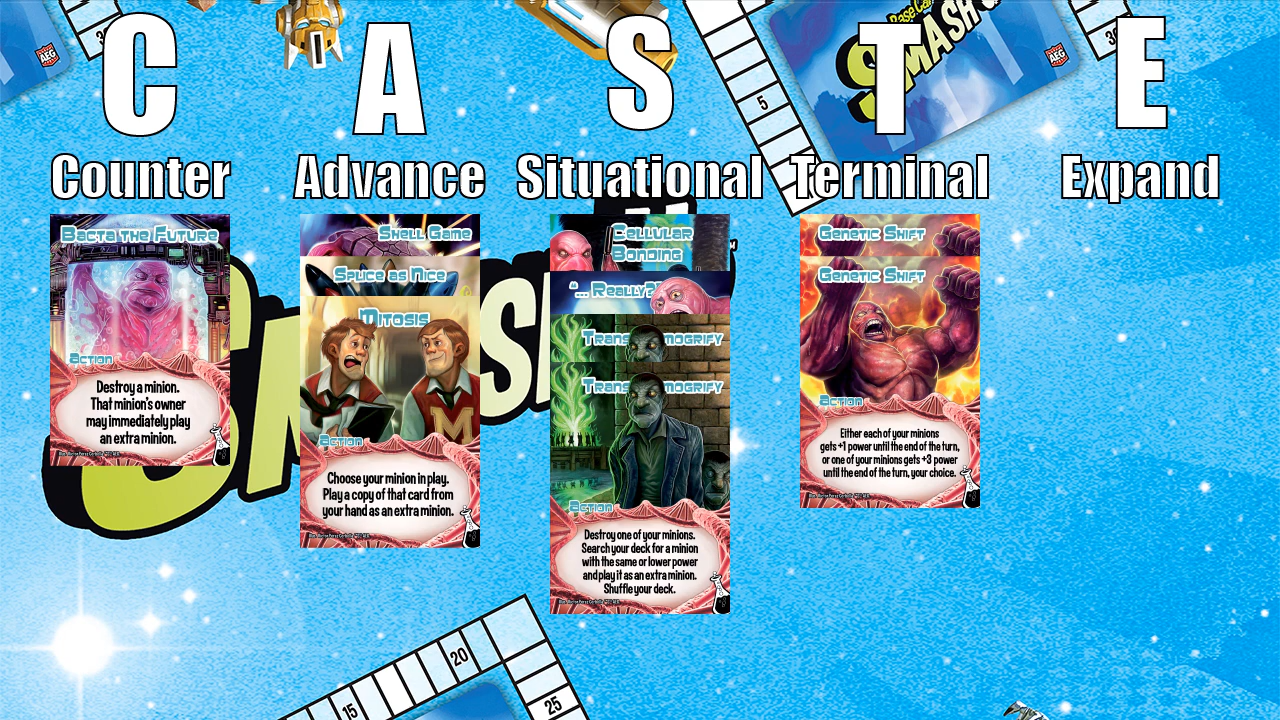 C A S T E
Counter Advance Situational Terminal Expand
Bacta the Future
Action
Destroy a minion.
That minion's owner
may immediately play
an extra minion.
Shell Game
Splice as Nice
Mitosis
Action
Choose your minion in play.
Play a copy of that card from
your hand as an extra minion.
Cellular
Bonding
"... Really?"
Transmogrify
Transmogrify
Action
Destroy one of your minions.
Search your deck for a minion
with the same or lower power
and play it as an extra minion.
Shuffle your deck.
Genetic Shift
Genetic Shift
Action
Either each of your minions
gets +1 power until the end of the turn,
or one of your minions gets +3 power
until the end of the turn, your choice.
AEG
5
Smash
AEG
15
20
25